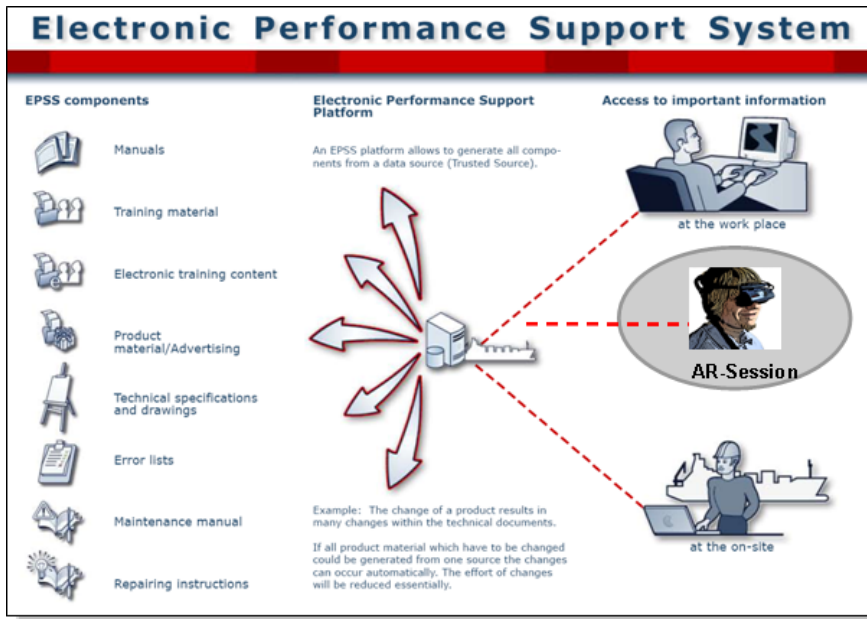 Electronic Performance Support System
EPSS components
Manuals
Training material
Electronic training content
Product
material/Advertising
Technical specifications
and drawings
Error lists
Maintenance manual
Repairing instructions
Electronic Performance Support
Platform
An EPSS platform allows to generate all compo-
nents from a data source (Trusted Source).
Example: The change of a product results in
many changes within the technical documents.
If all product material which have to be changed
could be generated from one source the changes
can occur automatically. The effort of changes
will be reduced essentially.
Access to important information
at the work place
AR-Session
at the on-site